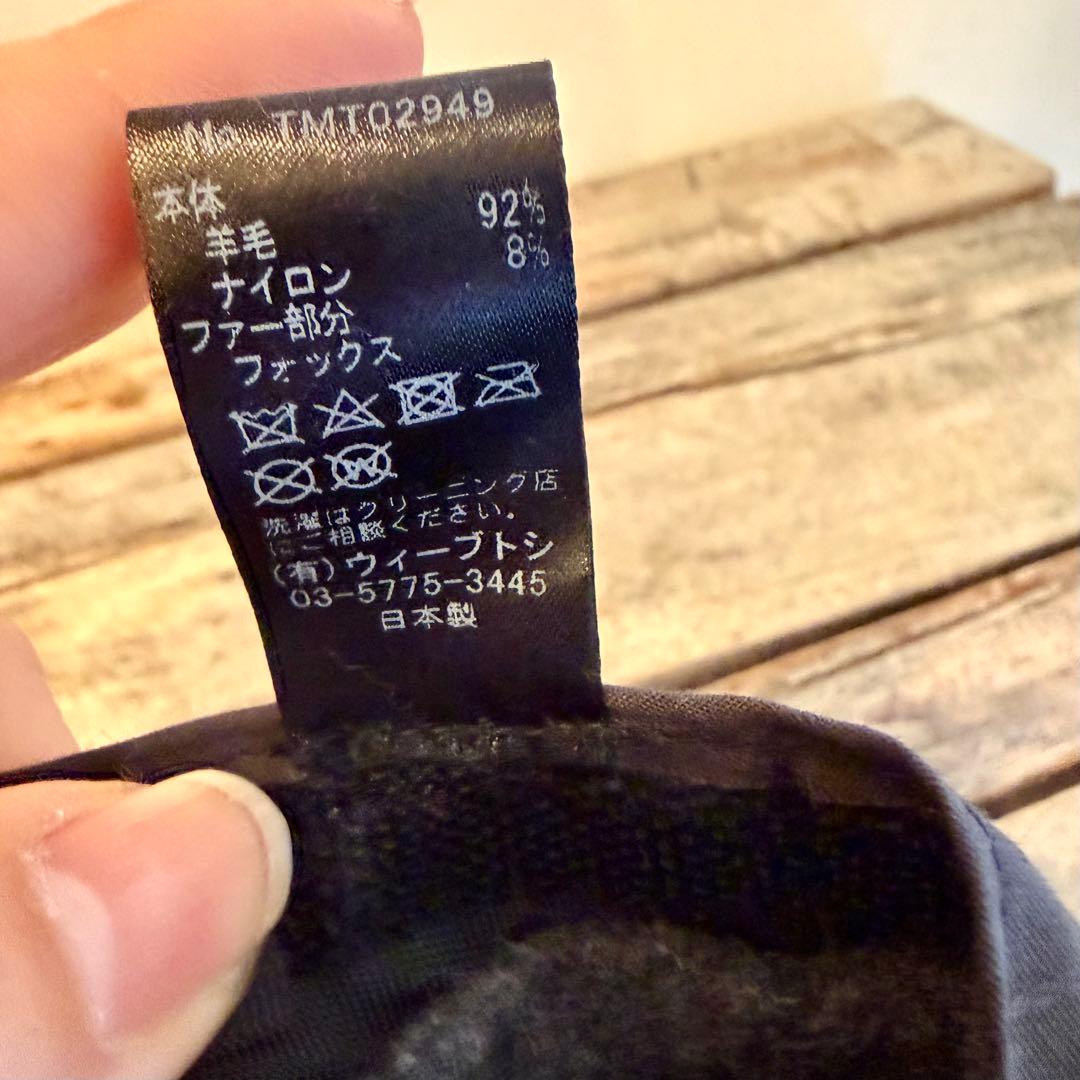 No. TMT02949
本体
羊毛 92%
ナイロン 8%
ファー部分
フォックス
W
洗濯はクリーニング店
にご相談ください。
(有)ウィーブトシ
03-5775-3445
日本製